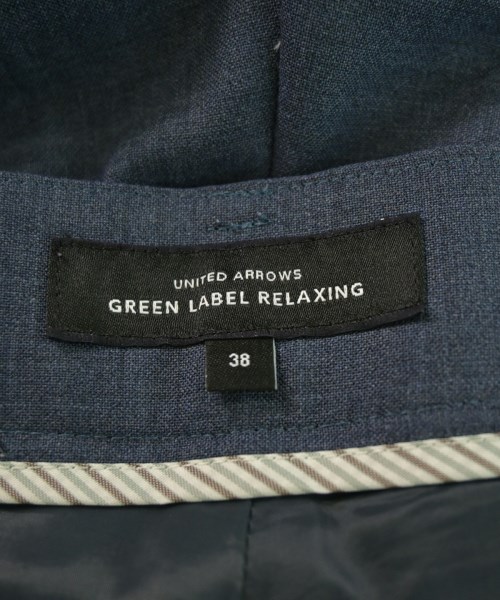 UNITED ARROWS
GREEN LABEL RELAXING
38